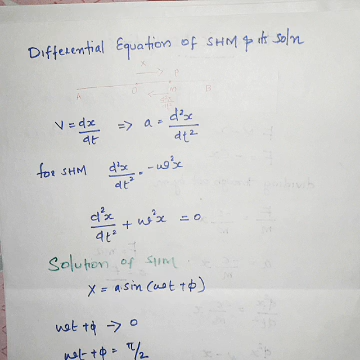 Differential Equation of SHM & its soln
x
P
A O B
V = dx/dt => a = d²x/dt²
for SHM d²x/dt² = -ω²x
d²x/dt² + ω²x = 0
Solution of SHM
X = a sin (ωt + φ)
ωt + φ → 0
ωt + φ = π/2